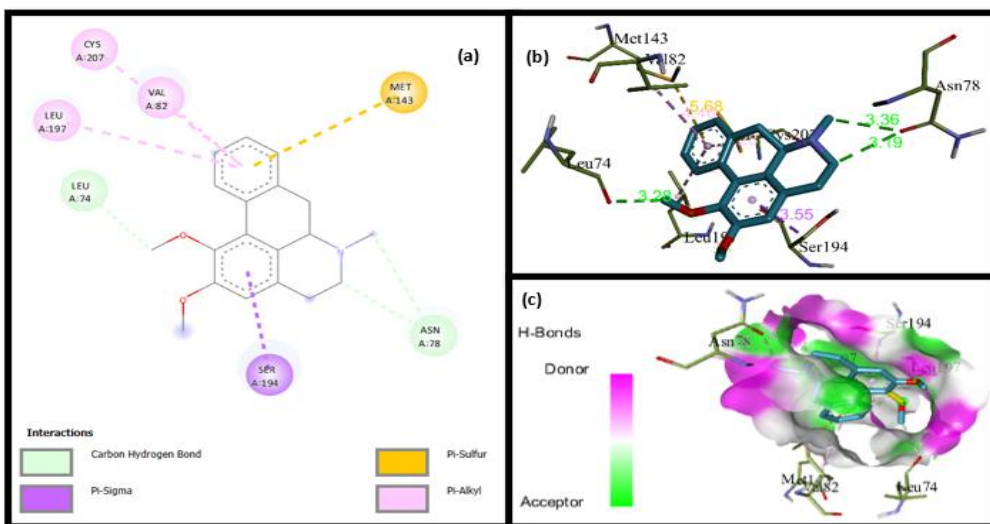 (a)
CYS
A:207
VAL
A:82
MET
A:143
LEU
A:197
LEU
A:74
ASN
A:78
SER
A:194
Interactions
Carbon Hydrogen Bond
Pi-Sulfur
Pi-Sigma
Pi-Alkyl
(b)
Met143
Val82
Asn78
5.68
3.36
3.19
Leu74
3.28
3.55
Ser194
(c)
H-Bonds
Donor
Acceptor
Asn78
Ser194
Leu74